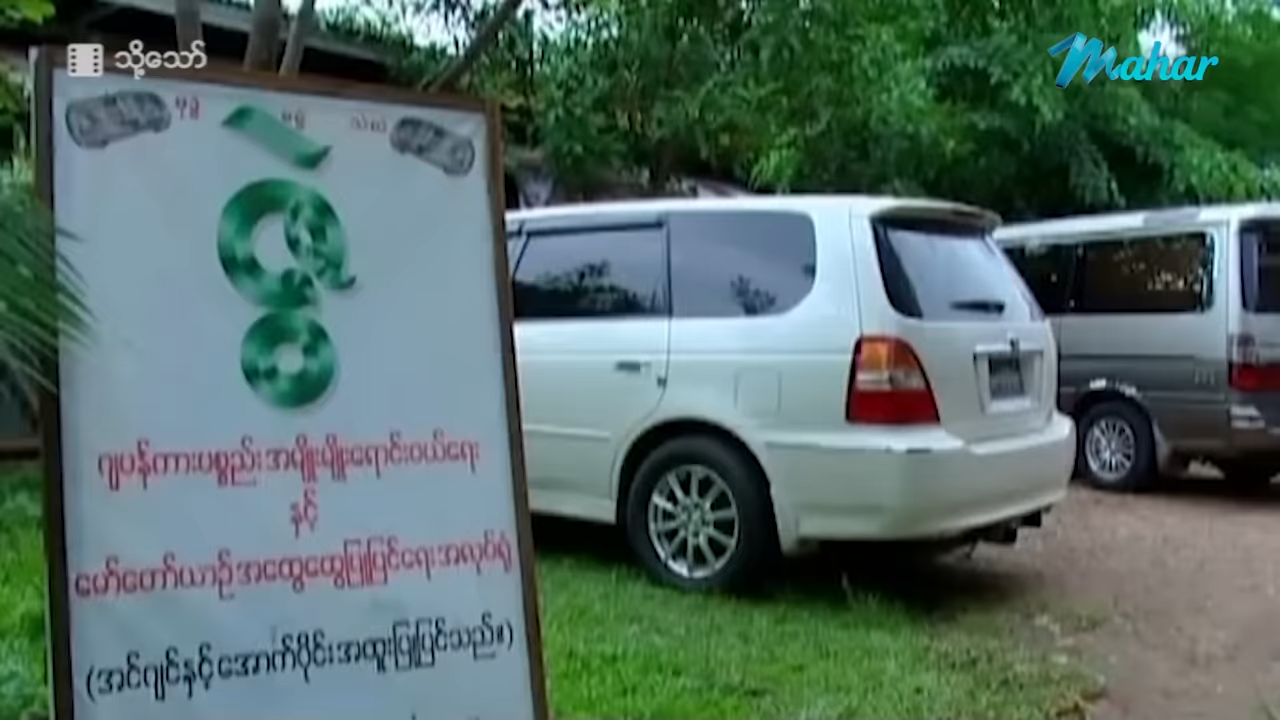 သို့သော်
Mahar
ဂျပန်ကားပစ္စည်းအမျိုးမျိုးရောင်းဝယ်ရေး
နှင့်
မော်တော်ယာဉ်အထွေထွေပြုပြင်ရေးအလုပ်ရုံ
(အင်ဂျင်နှင့်အောက်ပိုင်းအထူးပြုပြင်သည်။)